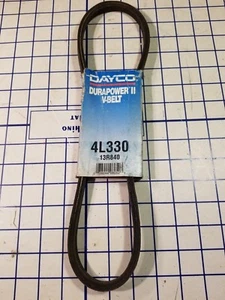 DAYCO
DURAPOWER II
V-BELT
4L330
13R840